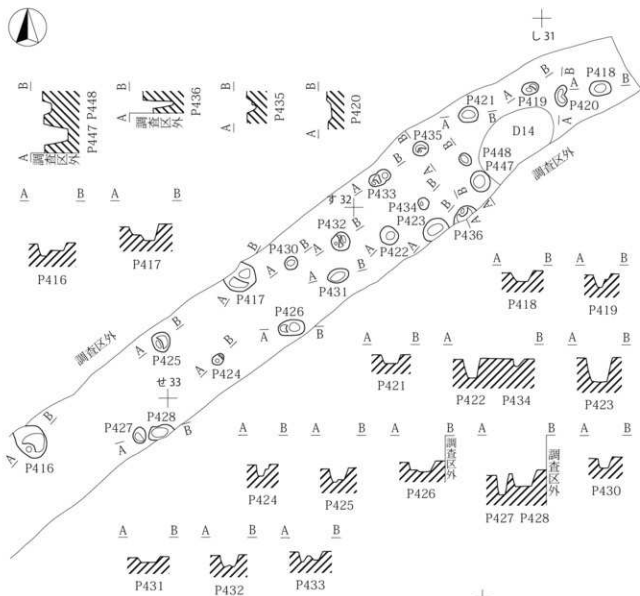 し31
B
A
調査区外
P447 P448
B
A
調査区外
P436
B
A
P435
B
A
P420
A
B
P416
A
B
P417
A
B
P419
B
A
P420
A
P418
B
P421
A
B
D14
調査区外
P435
B
A
P448
B
P447
A
B
P433
A
B
す32
P434
P423
B
A
P436
A
P432
A
B
P422
A
B
P430
A
B
P431
A
B
P417
A
B
P426
A
B
調査区外
P425
A
B
P424
A
B
せ33
P427
P428
A
B
P416
A
B
A
B
P418
A
B
P419
A
B
P421
A
B
P422 P434
A
B
P423
A
B
P424
A
B
P425
A
B
調査区外
P426
A
B
調査区外
P427 P428
A
B
P430
A
B
P431
A
B
P432
A
B
P433